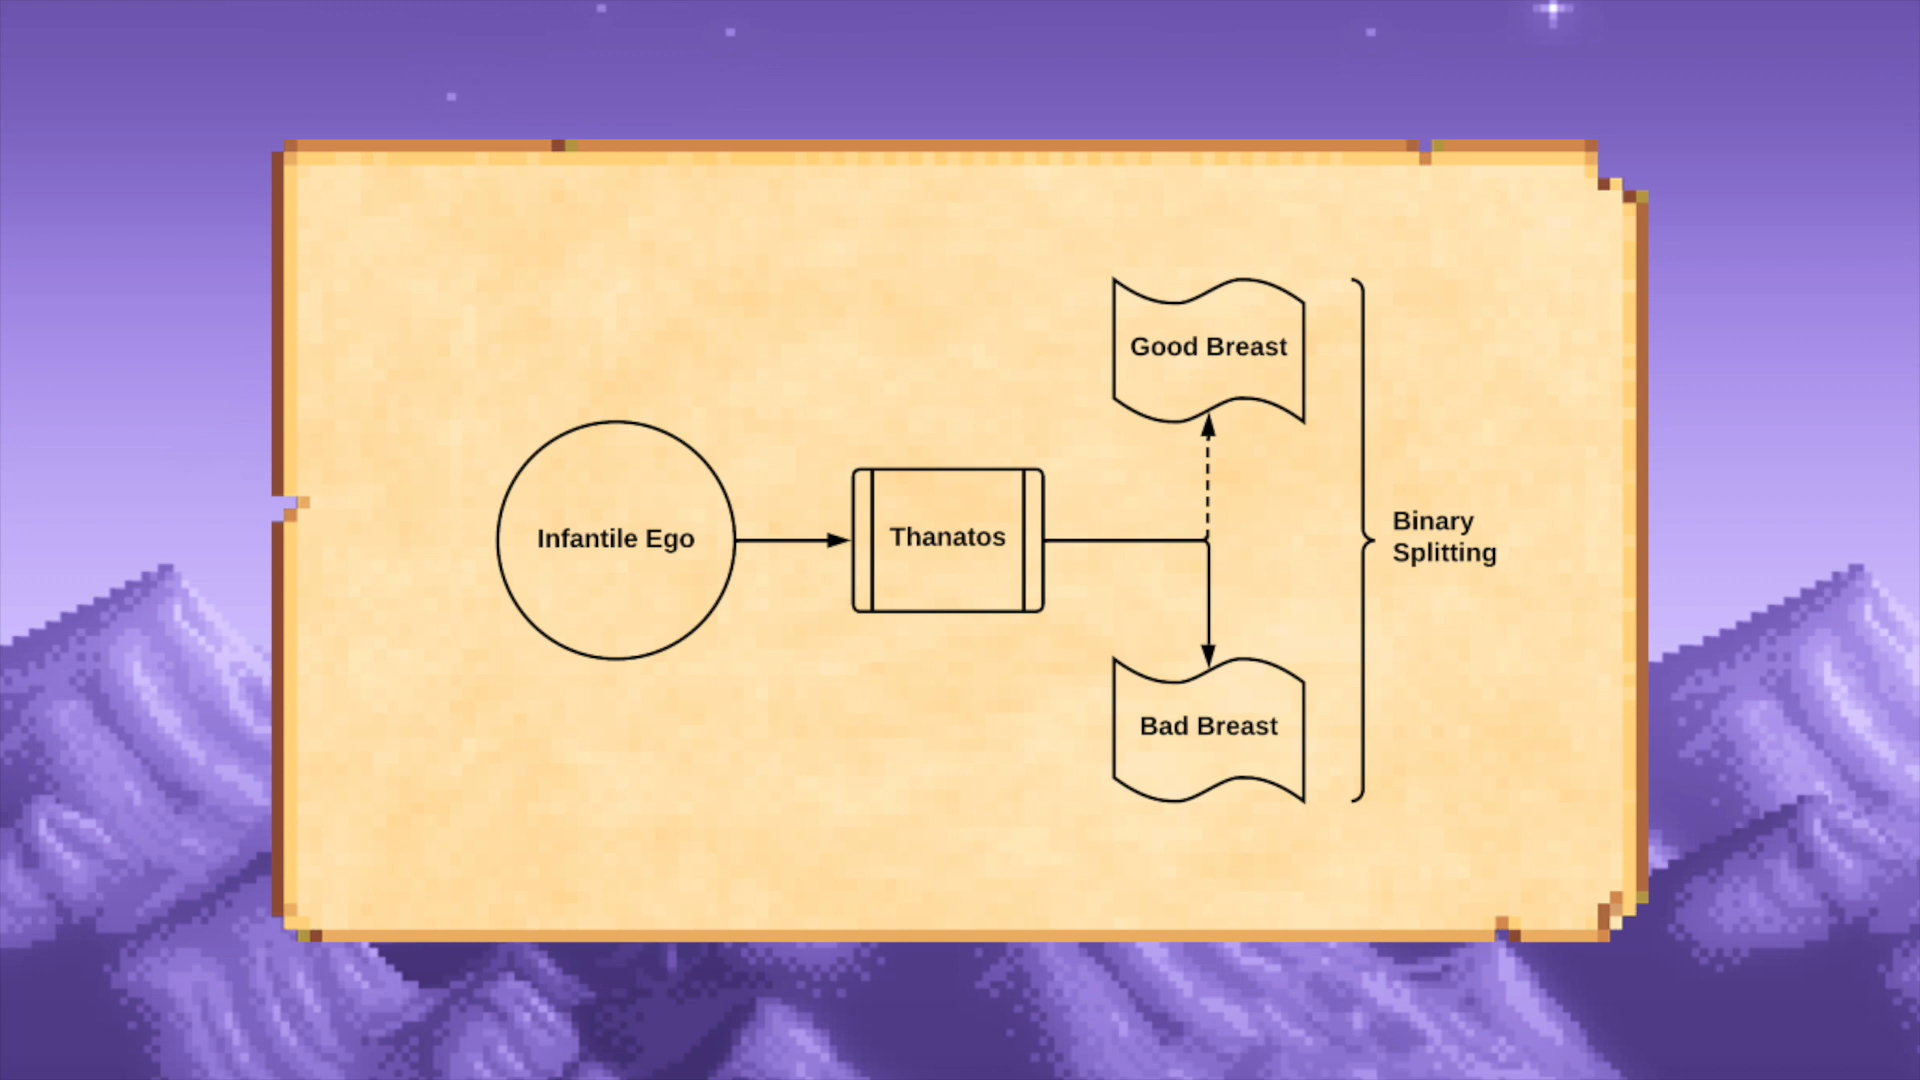 Good Breast
Infantile Ego
Thanatos
Binary
Splitting
Bad Breast